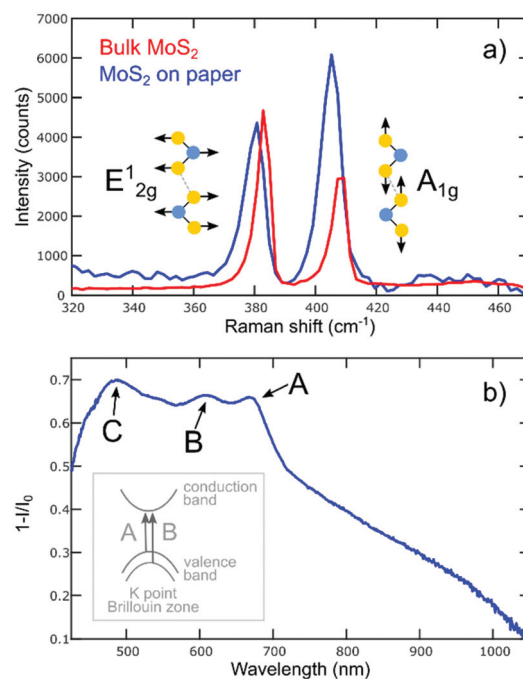 7000
6000
5000
4000
3000
2000
1000
0
Intensity (counts)
Bulk MoS₂
MoS₂ on paper
a)
E¹₂g
A₁g
320
340
360
380
400
420
440
460
Raman shift (cm⁻¹)
b)
0.7
0.6
0.5
0.4
0.3
0.2
0.1
1-I/I₀
A
B
C
conduction
band
A
B
valence
band
K point
Brillouin zone
500
600
700
800
900
1000
Wavelength (nm)